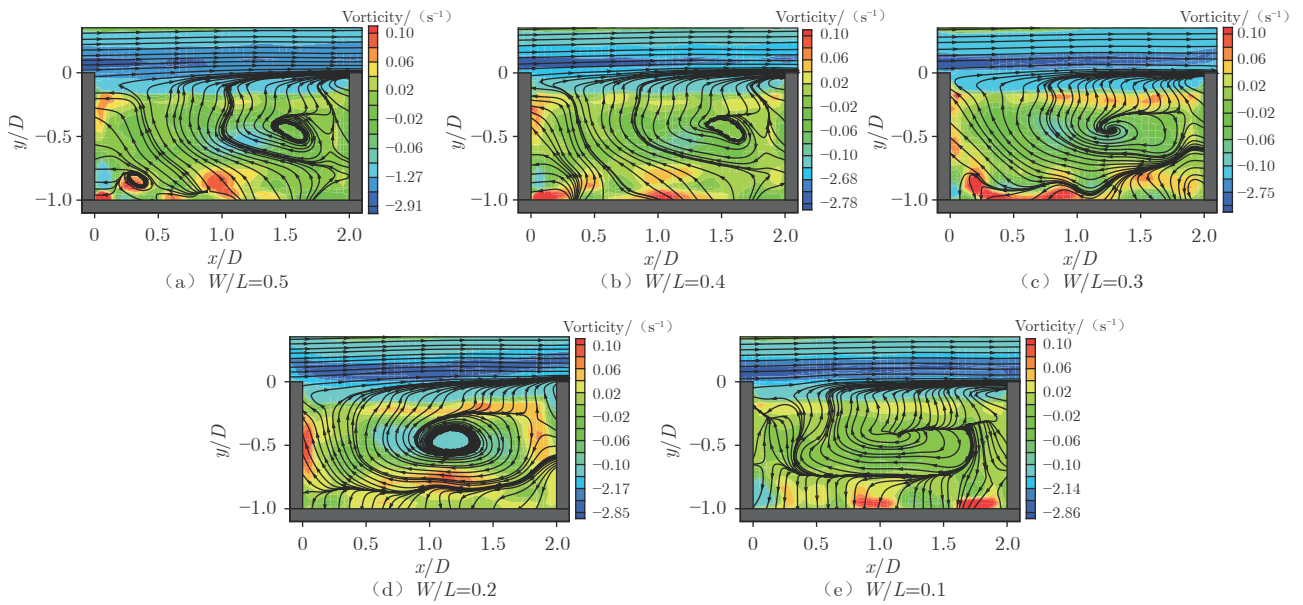 Vorticity/（s⁻¹）
0.10
0.06
0.02
−0.02
−0.06
−0.10
−1.27
−2.91
0
−0.5
−1.0
y/D
0 0.5 1.0 1.5 2.0
x/D
（a）W/L=0.5
Vorticity/（s⁻¹）
0.10
0.06
0.02
−0.02
−0.06
−0.10
−2.68
−2.78
0
−0.5
−1.0
y/D
0 0.5 1.0 1.5 2.0
x/D
（b）W/L=0.4
Vorticity/（s⁻¹）
0.10
0.06
0.02
−0.02
−0.06
−0.10
−2.75
0
−0.5
−1.0
y/D
0 0.5 1.0 1.5 2.0
x/D
（c）W/L=0.3
Vorticity/（s⁻¹）
0.10
0.06
0.02
−0.02
−0.06
−0.10
−2.17
−2.85
0
−0.5
−1.0
y/D
0 0.5 1.0 1.5 2.0
x/D
（d）W/L=0.2
Vorticity/（s⁻¹）
0.10
0.06
0.02
−0.02
−0.06
−0.10
−2.14
−2.86
0
−0.5
−1.0
y/D
0 0.5 1.0 1.5 2.0
x/D
（e）W/L=0.1